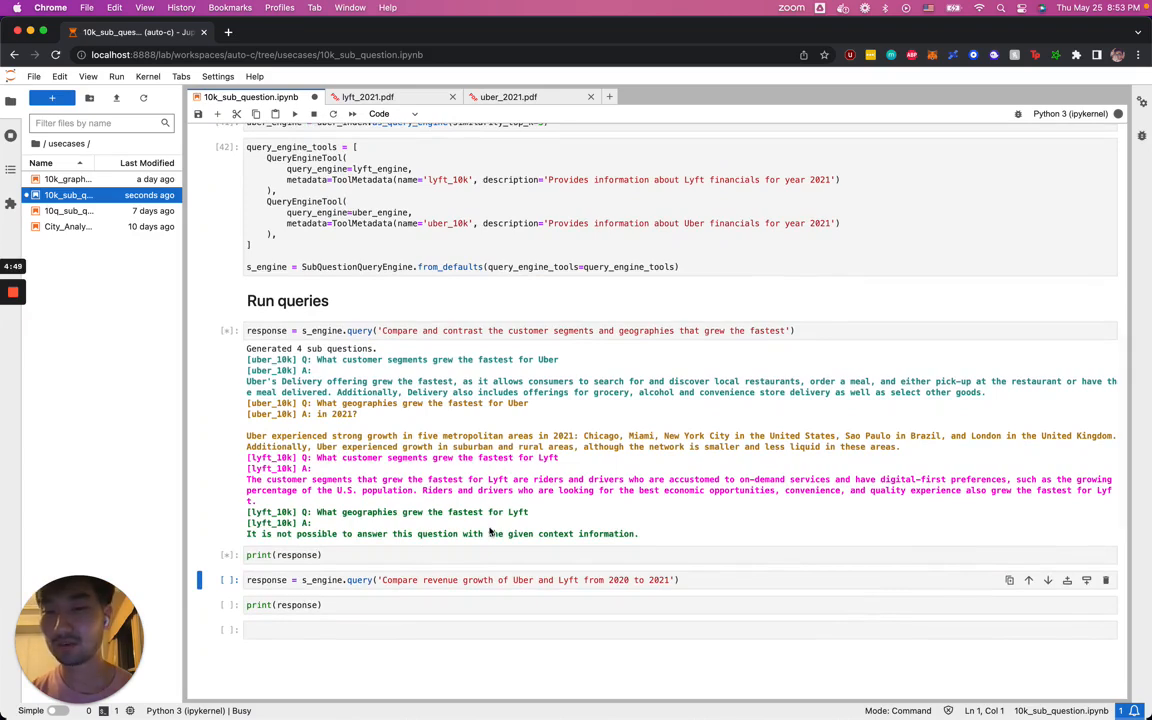 Chrome File Edit View History Bookmarks Profiles Tab Window Help
zoom Thu May 25 8:53 PM
10k_sub_ques... (auto-c) - Jup
localhost:8888/lab/workspaces/auto-c/tree/usecases/10k_sub_question.ipynb
File Edit View Run Kernel Tabs Settings Help
10k_sub_question.ipynb lyft_2021.pdf uber_2021.pdf
Code Python 3 (ipykernel)
Filter files by name
/ usecases /
Name Last Modified
10k_graph... a day ago
10k_sub_q... seconds ago
10q_sub_q... 7 days ago
City_Analy... 10 days ago
4:49
[42]
query_engine_tools = [
QueryEngineTool(
query_engine=lyft_engine,
metadata=ToolMetadata(name='lyft_10k', description='Provides information about Lyft financials for year 2021')
),
QueryEngineTool(
query_engine=uber_engine,
metadata=ToolMetadata(name='uber_10k', description='Provides information about Uber financials for year 2021')
),
]
s_engine = SubQuestionQueryEngine.from_defaults(query_engine_tools=query_engine_tools)
Run queries
[*]: response = s_engine.query('Compare and contrast the customer segments and geographies that grew the fastest')
Generated 4 sub questions.
[uber_10k] Q: What customer segments grew the fastest for Uber
[uber_10k] A:
Uber's Delivery offering grew the fastest, as it allows consumers to search for and discover local restaurants, order a meal, and either pick-up at the restaurant or have th
e meal delivered. Additionally, Delivery also includes offerings for grocery, alcohol and convenience store delivery as well as select other goods.
[uber_10k] Q: What geographies grew the fastest for Uber
[uber_10k] A: in 2021?
Uber experienced strong growth in five metropolitan areas in 2021: Chicago, Miami, New York City in the United States, Sao Paulo in Brazil, and London in the United Kingdom.
Additionally, Uber experienced growth in suburban and rural areas, although the network is smaller and less liquid in these areas.
[lyft_10k] Q: What customer segments grew the fastest for Lyft
[lyft_10k] A:
The customer segments that grew the fastest for Lyft are riders and drivers who are accustomed to on-demand services and have digital-first preferences, such as the growing
percentage of the U.S. population. Riders and drivers who are looking for the best economic opportunities, convenience, and quality experience also grew the fastest for Lyf
t.
[lyft_10k] Q: What geographies grew the fastest for Lyft
[lyft_10k] A:
It is not possible to answer this question with the given context information.
[*]: print(response)
[ ]: response = s_engine.query('Compare revenue growth of Uber and Lyft from 2020 to 2021')
[ ]: print(response)
[ ]:
Simple 0 1 Python 3 (ipykernel) | Busy Mode: Command Ln 1, Col 1 10k_sub_question.ipynb 1